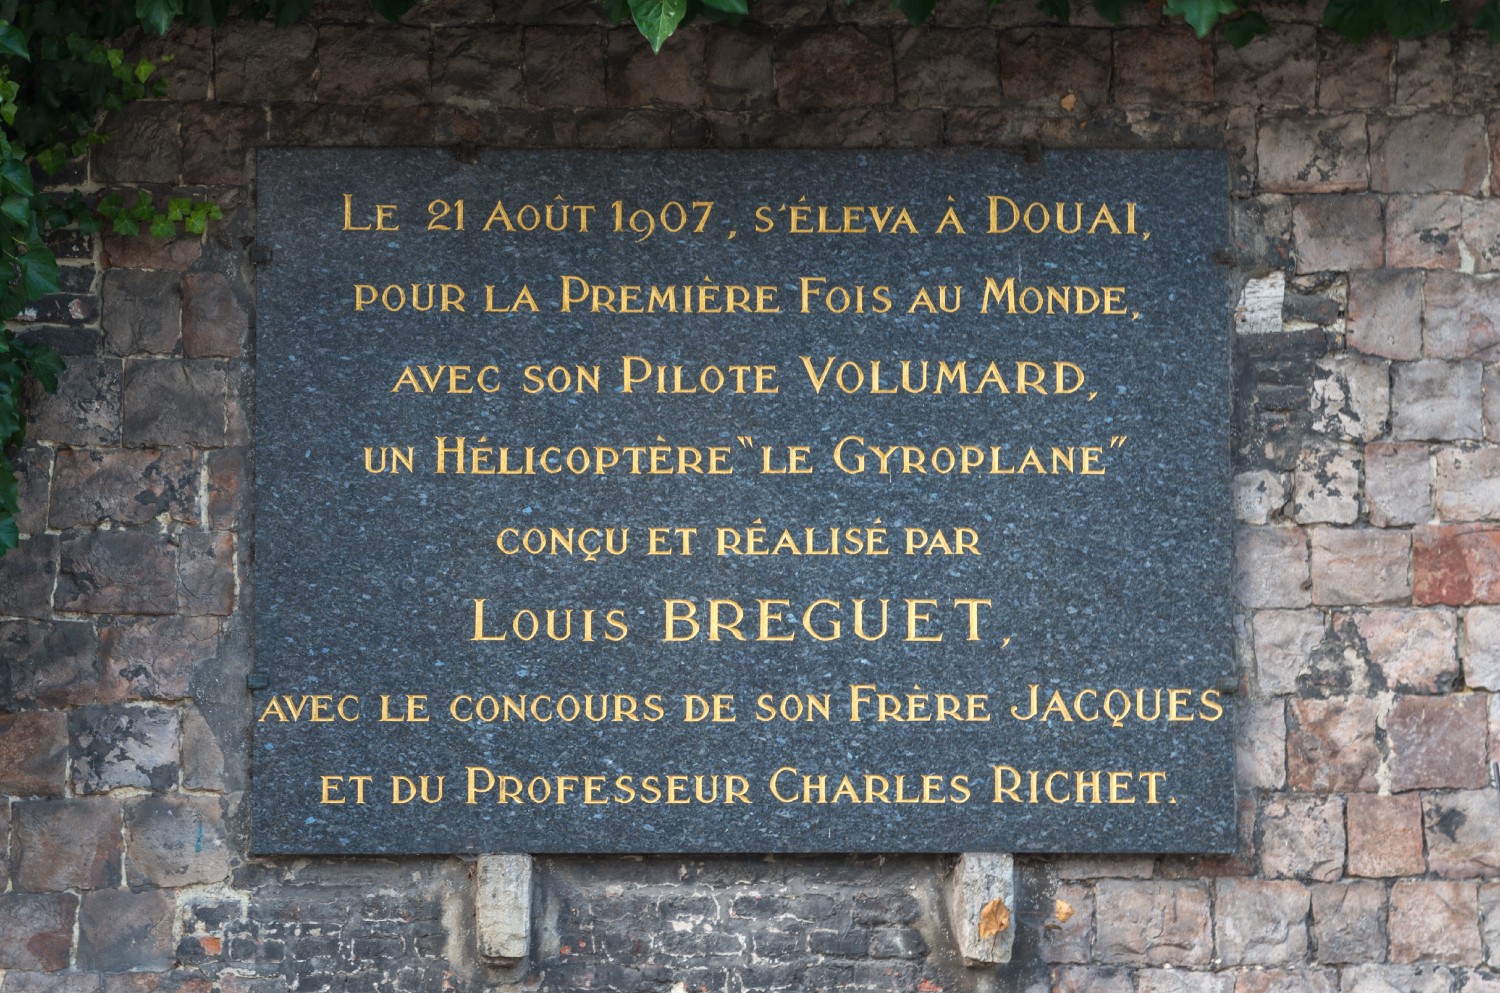 LE 21 AOÛT 1907, S'ÉLEVA À DOUAI,
POUR LA PREMIÈRE FOIS AU MONDE,
AVEC SON PILOTE VOLUMARD,
UN HÉLICOPTÈRE "LE GYROPLANE"
CONÇU ET RÉALISÉ PAR
LOUIS BREGUET,
AVEC LE CONCOURS DE SON FRÈRE JACQUES
ET DU PROFESSEUR CHARLES RICHET.